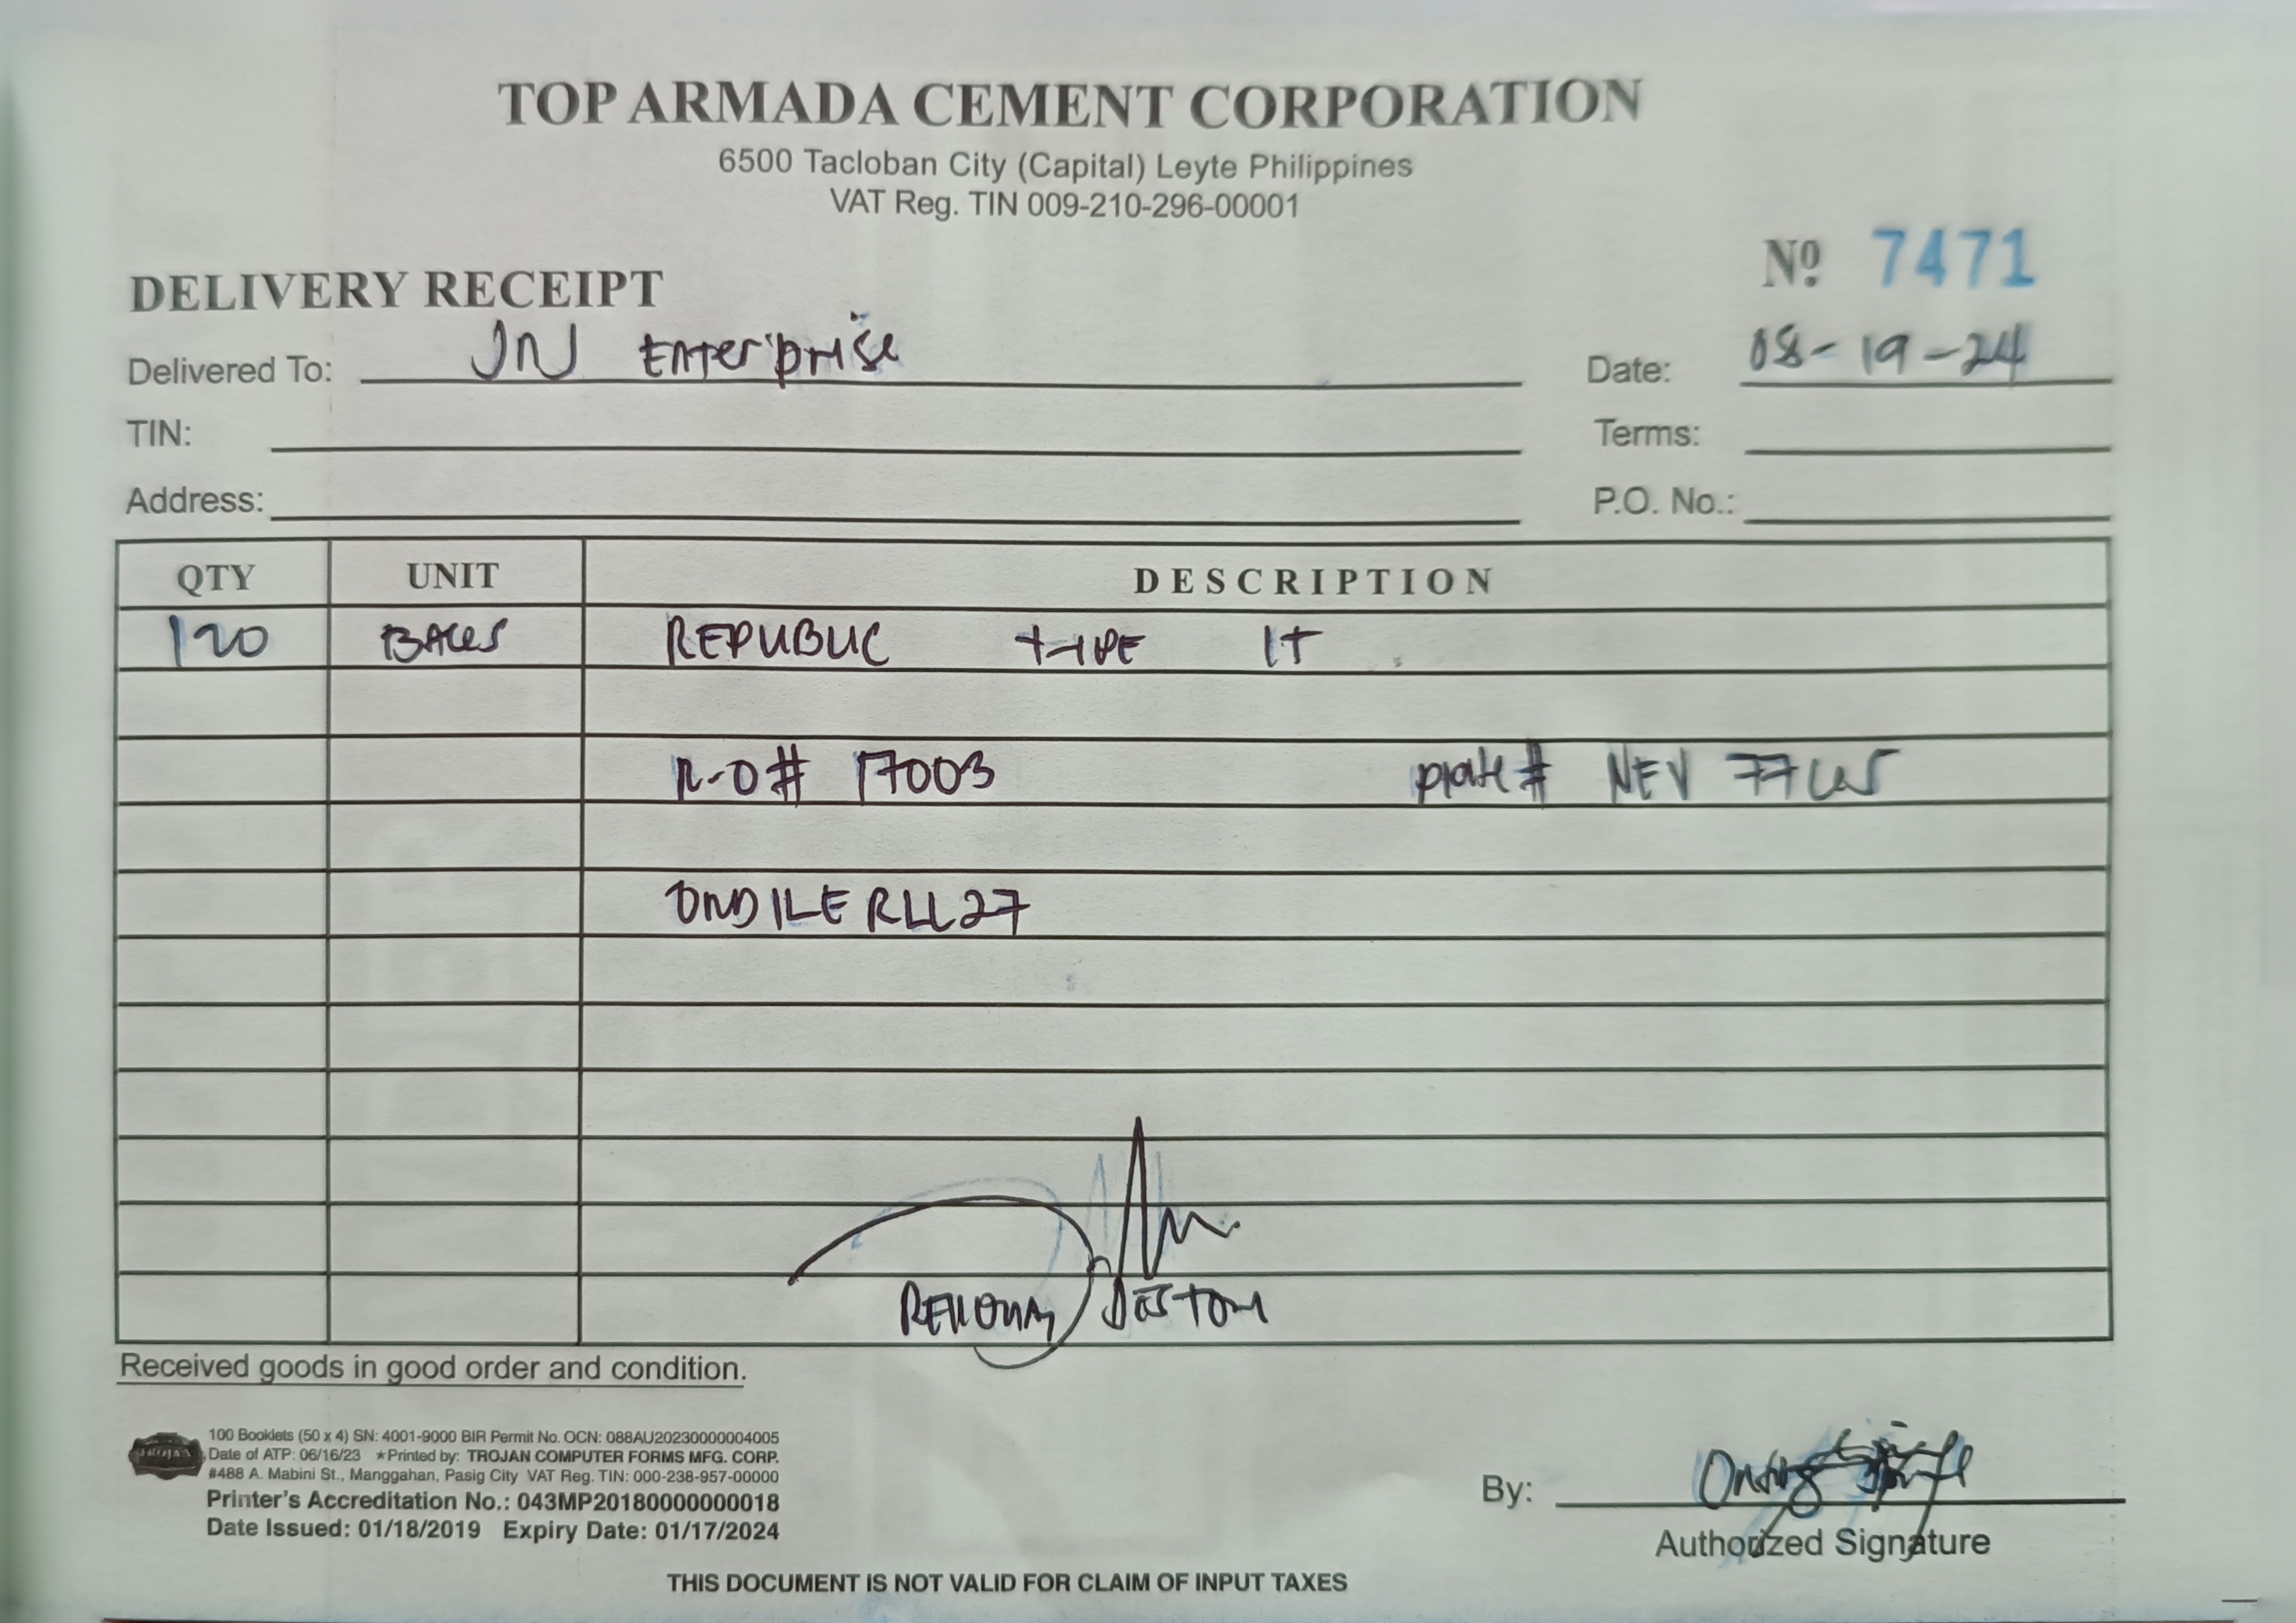 TOP ARMADA CEMENT CORPORATION
6500 Tacloban City (Capital) Leyte Philippines
VAT Reg. TIN 009-210-296-00001
Nº 7471
DELIVERY RECEIPT
Delivered To: JN Enterprise Date: 08-19-24
TIN: Terms:
Address: P.O. No.:
QTY UNIT DESCRIPTION
120 BAGS REPUBLIC TYPE 1T
R-O# 17003 plate# NEV
Received goods in good order and condition.
TROJAN
100 Booklets (50 x 4) SN: 4001-9000 BIR Permit No. OCN: 088AU20230000004005
Date of ATP: 06/16/23 ★Printed by: TROJAN COMPUTER FORMS MFG. CORP.
#488 A. Mabini St., Manggahan, Pasig City VAT Reg. TIN: 000-238-957-00000
Printer's Accreditation No.: 043MP20180000000018
Date Issued: 01/18/2019 Expiry Date: 01/17/2024
By:
Authorized Signature
THIS DOCUMENT IS NOT VALID FOR CLAIM OF INPUT TAXES